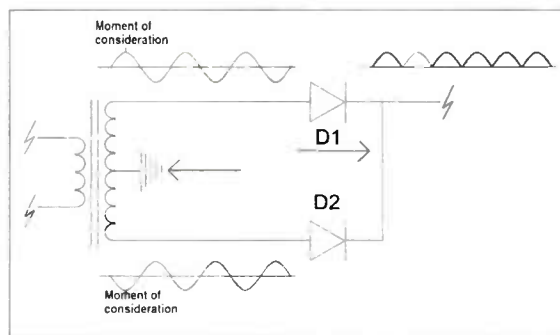 Moment of
consideration
D1
D2
Moment of
consideration